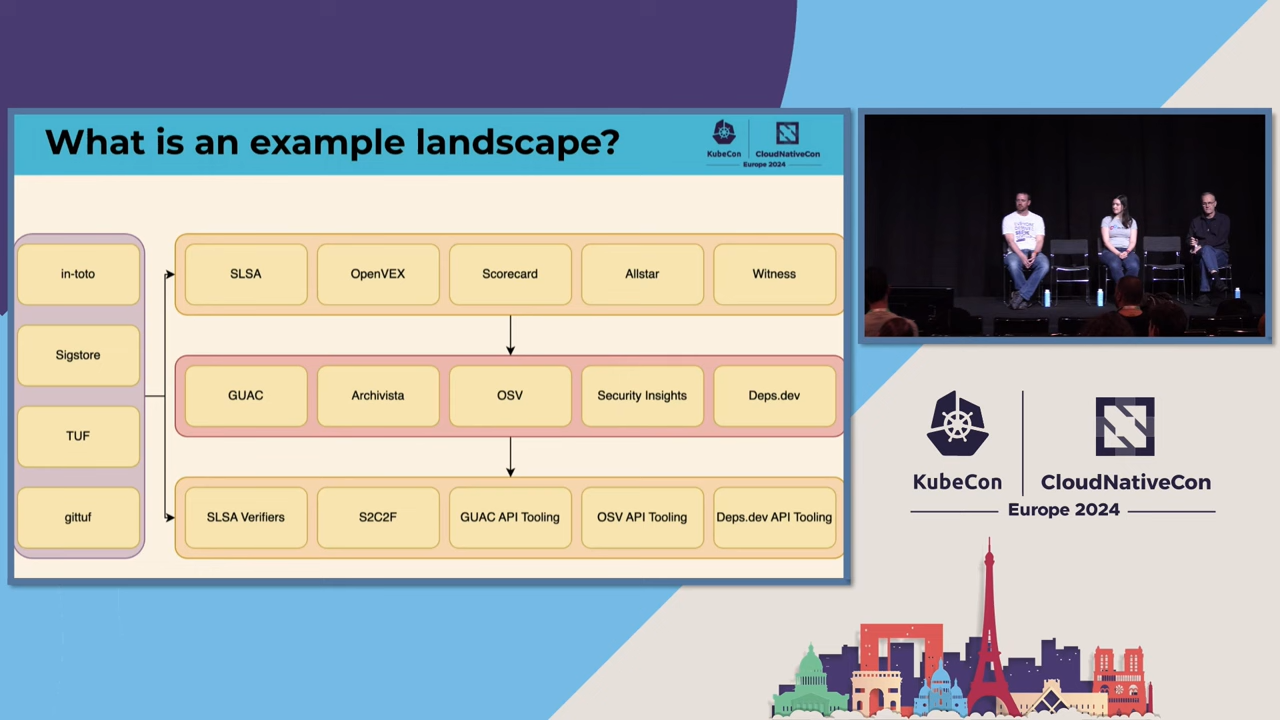 What is an example landscape?
KubeCon
CloudNativeCon
Europe 2024
in-toto
Sigstore
TUF
gittuf
SLSA
OpenVEX
Scorecard
Allstar
Witness
GUAC
Archivista
OSV
Security Insights
Deps.dev
SLSA Verifiers
S2C2F
GUAC API Tooling
OSV API Tooling
Deps.dev API Tooling
KubeCon
CloudNativeCon
Europe 2024